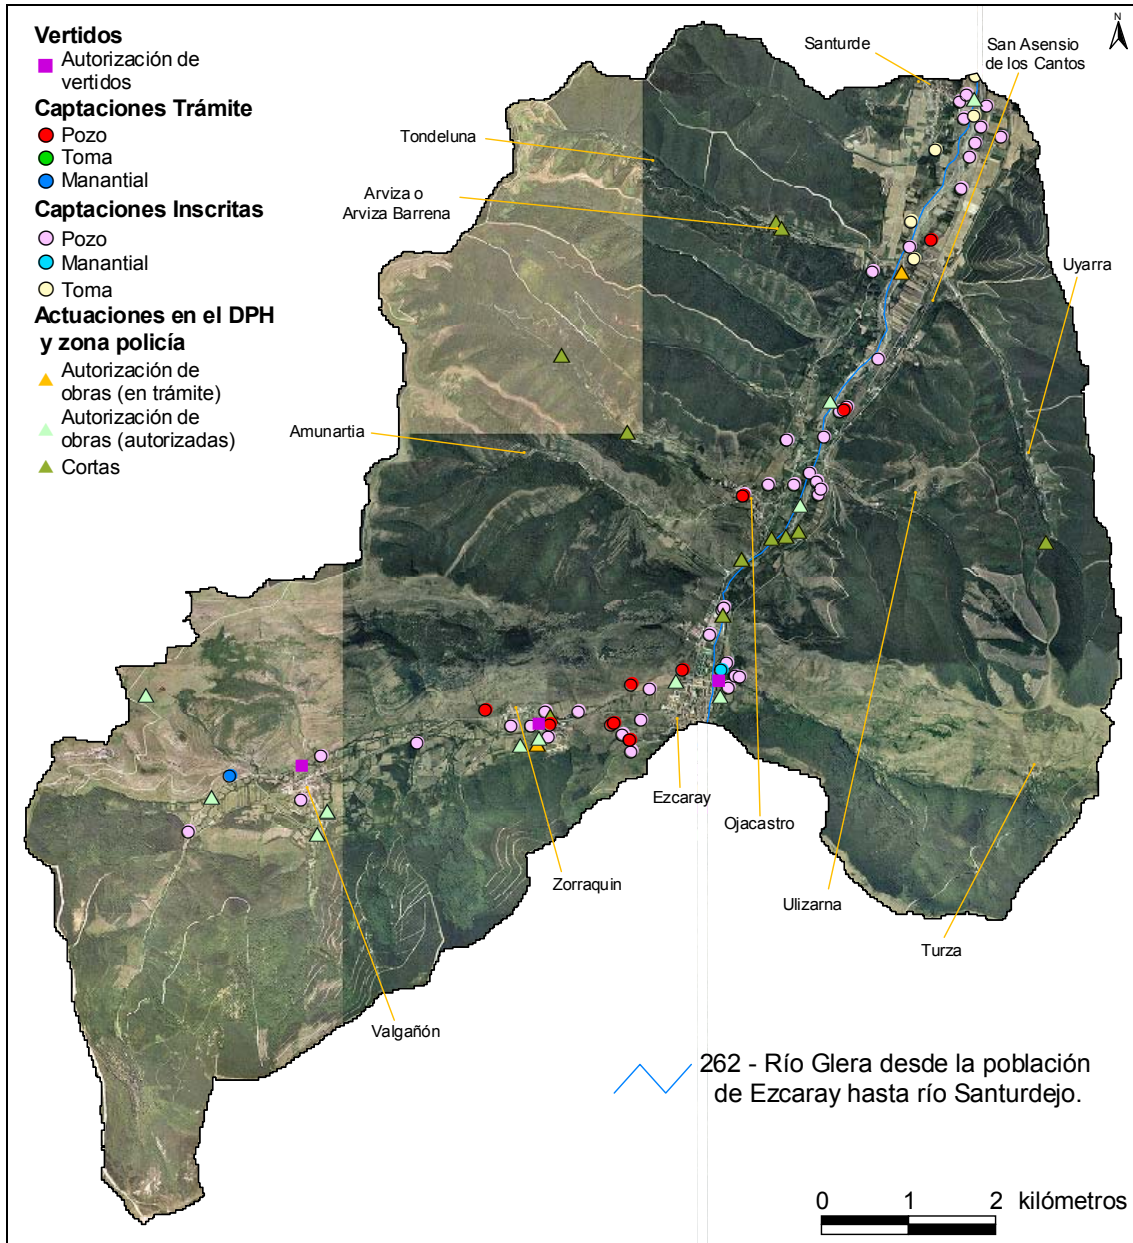 Vertidos
Autorización de
vertidos
Captaciones Trámite
Pozo
Toma
Manantial
Captaciones Inscritas
Pozo
Manantial
Toma
Actuaciones en el DPH
y zona policía
Autorización de
obras (en trámite)
Autorización de
obras (autorizadas)
Cortas
N
Santurde
San Asensio
de los Cantos
Tondeluna
Arviza o
Arviza Barrena
Uyarra
Amunartia
Ezcaray
Ojacastro
Zorraquin
Ulizarna
Turza
Valgañón
262 - Río Glera desde la población
de Ezcaray hasta río Santurdejo.
0 1 2 kilómetros